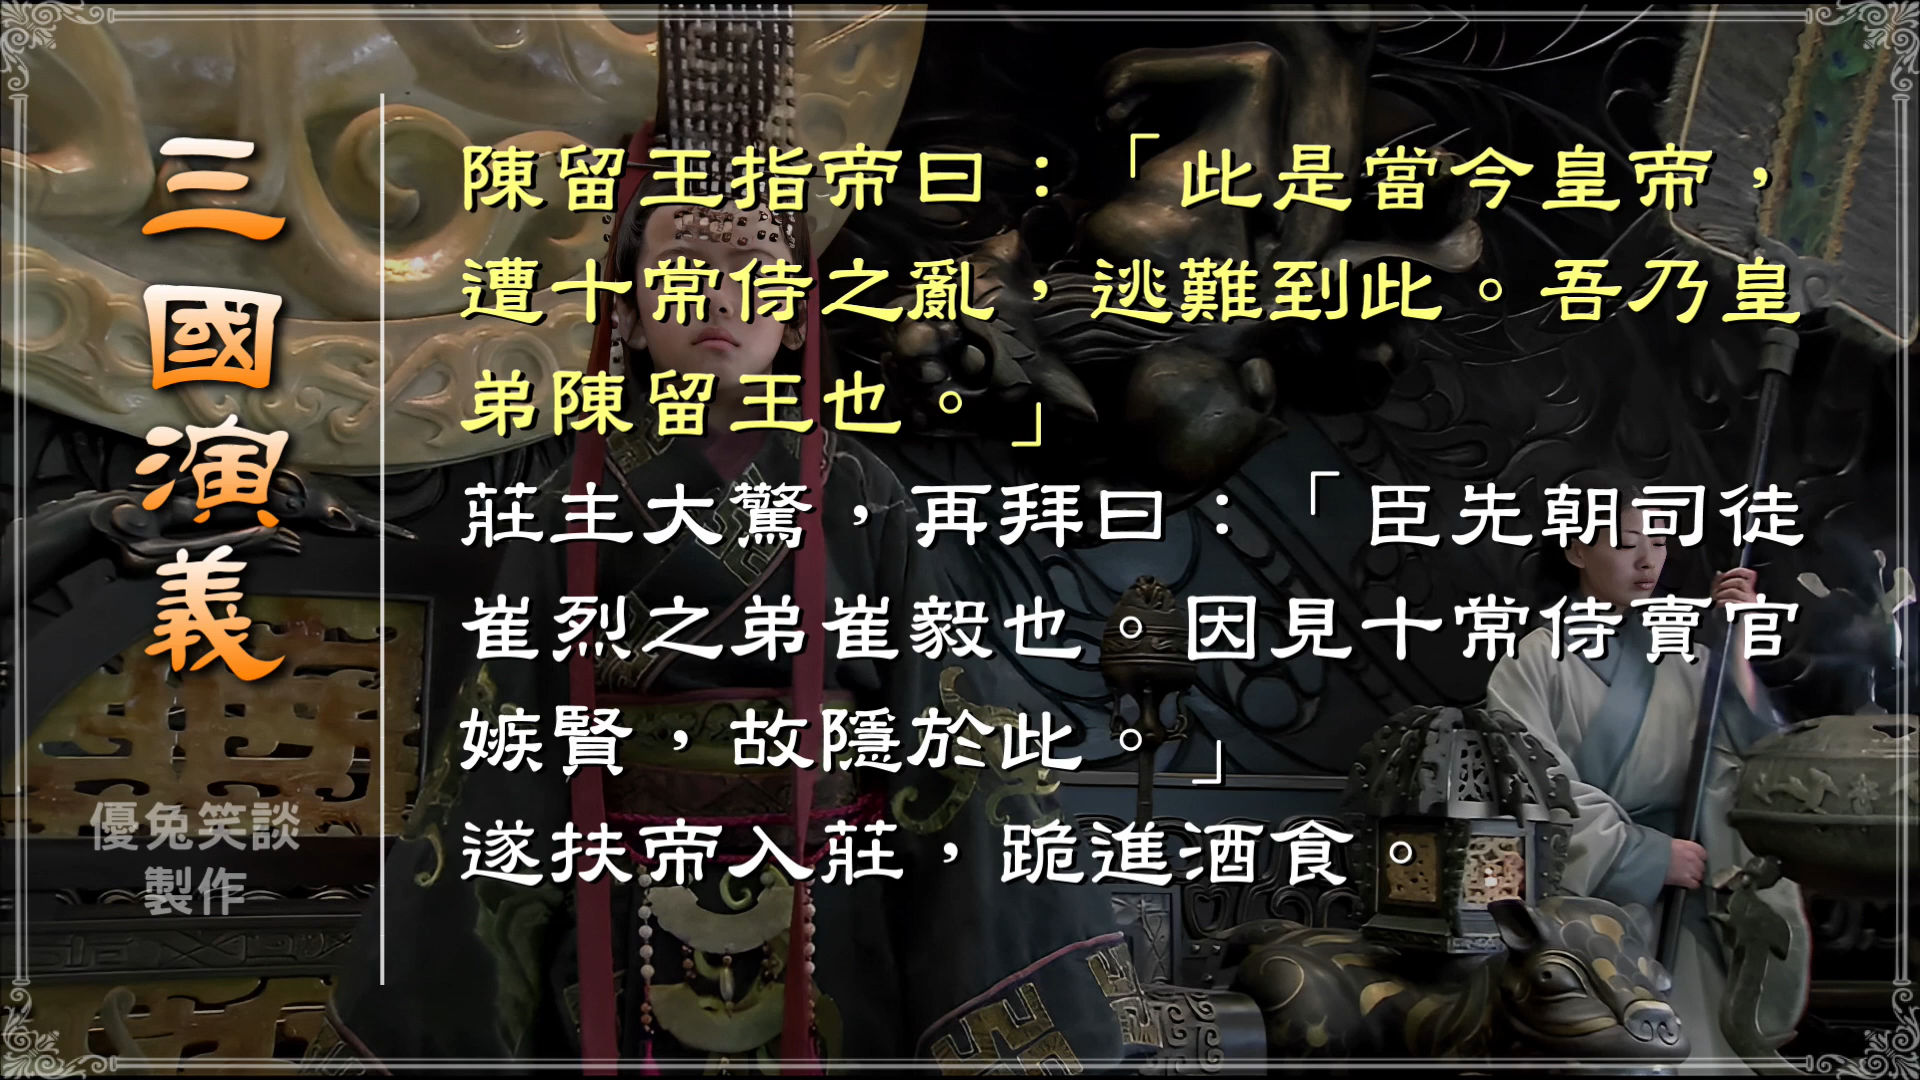 三國演義
優兔笑談
製作
陳留王指帝曰：「此是當今皇帝，
遭十常侍之亂，逃難到此。吾乃皇
弟陳留王也。」
莊主大驚，再拜曰：「臣先朝司徒
崔烈之弟崔毅也。因見十常侍賣官
嫉賢，故隱於此。」
遂扶帝入莊，跪進酒食。